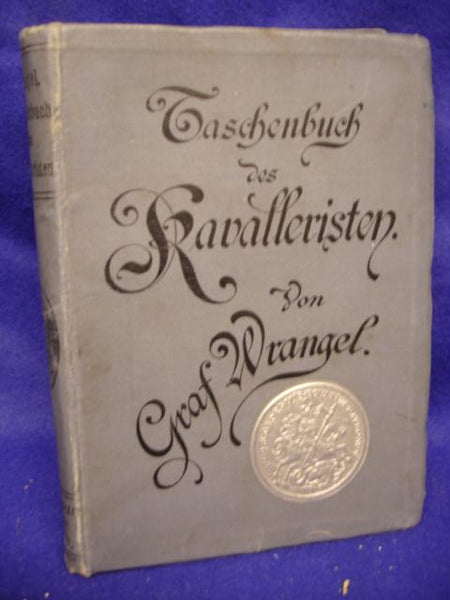 Taschenbuch
des
Kavalleristen.
Von
Graf Wrangel.